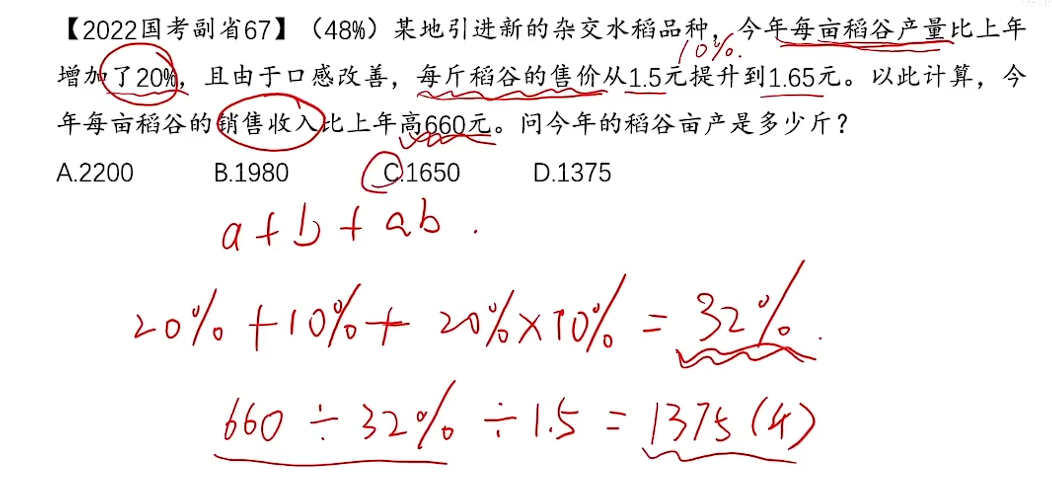 【2022国考副省67】（48%）某地引进新的杂交水稻品种，今年每亩稻谷产量比上年
10%.
增加了20%，且由于口感改善，每斤稻谷的售价从1.5元提升到1.65元。以此计算，今
年每亩稻谷的销售收入比上年高660元。问今年的稻谷亩产是多少斤？
A.2200 B.1980 C.1650 D.1375
a+b+ab.
20%+10%+20%×10%=32%.
660÷32%÷1.5=1375